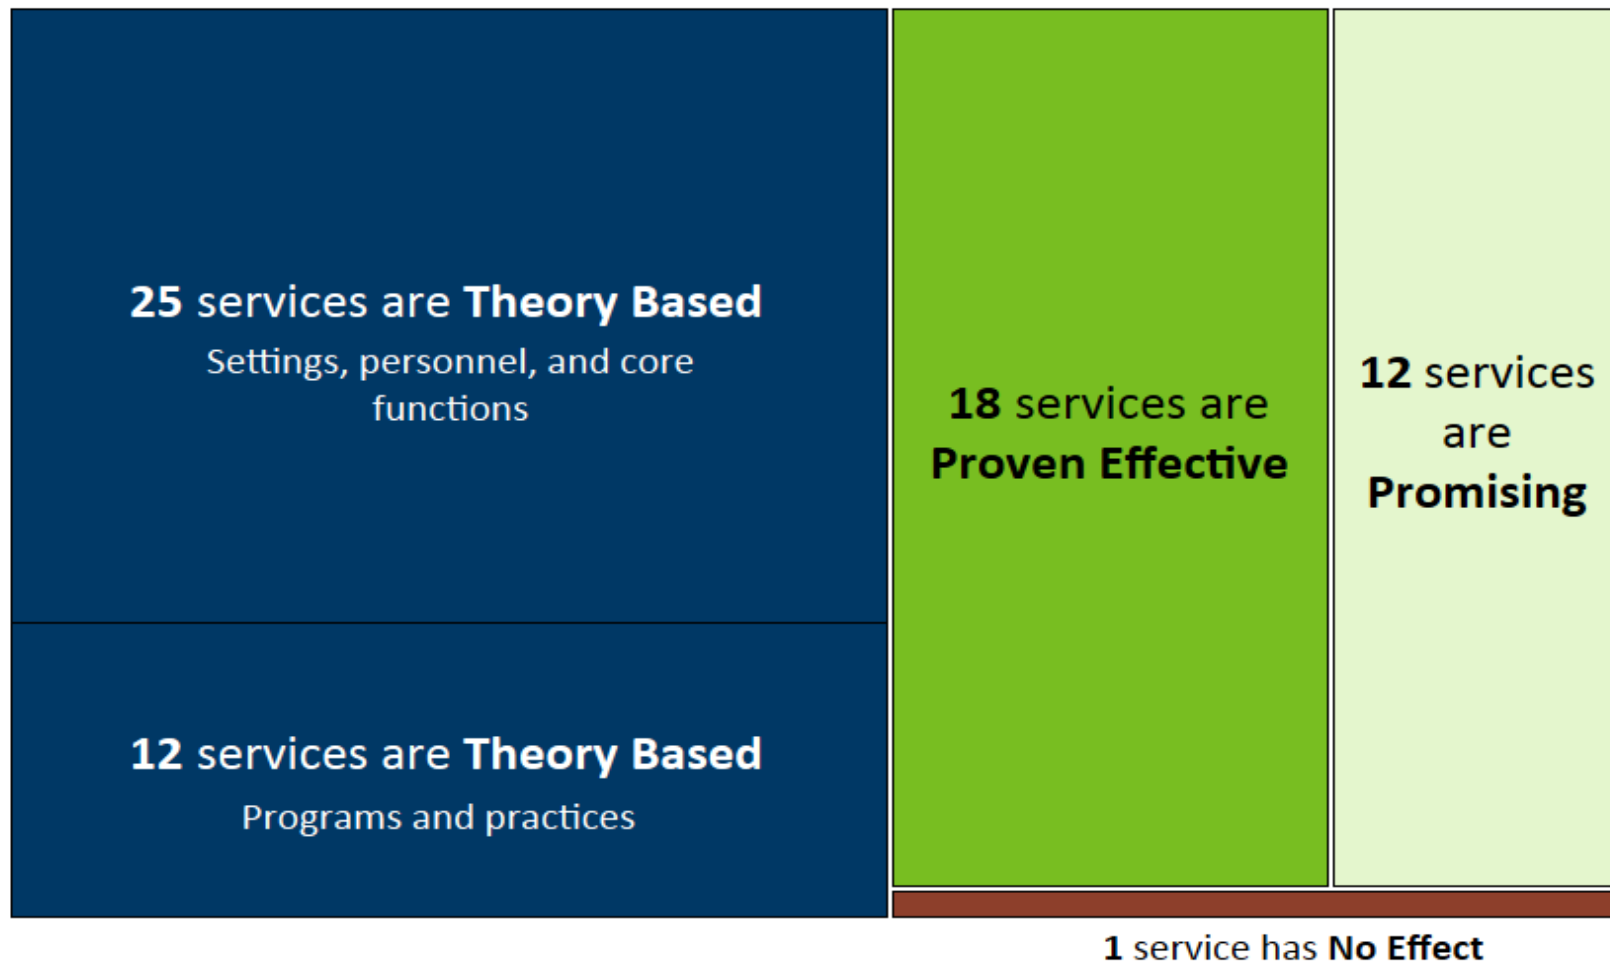 25 services are Theory Based
Settings, personnel, and core
functions
12 services are Theory Based
Programs and practices
18 services are
Proven Effective
12 services
are
Promising
1 service has No Effect